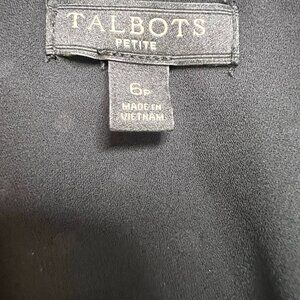 TALBOTS
PETITE
6P
MADE IN
VIETNAM